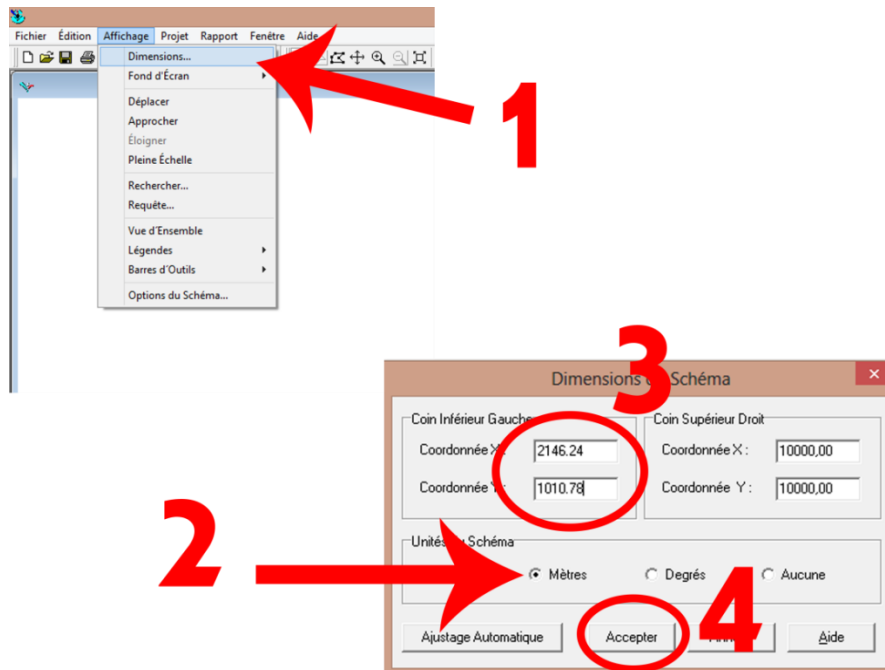 Fichier Édition Affichage Projet Rapport Fenêtre Aide
Dimensions...
Fond d'Écran
Déplacer
Approcher
Éloigner
Pleine Échelle
Rechercher...
Requête...
Vue d'Ensemble
Légendes
Barres d'Outils
Options du Schéma...
1
3
Dimensions Schéma
Coin Inférieur Gauche
Coin Supérieur Droit
Coordonnée X : 2146.24
Coordonnée X : 10000,00
Coordonnée Y : 1010.78
Coordonnée Y : 10000,00
2
Unités Schéma
Mètres
Degrés
Aucune
4
Ajustage Automatique
Accepter
Aide